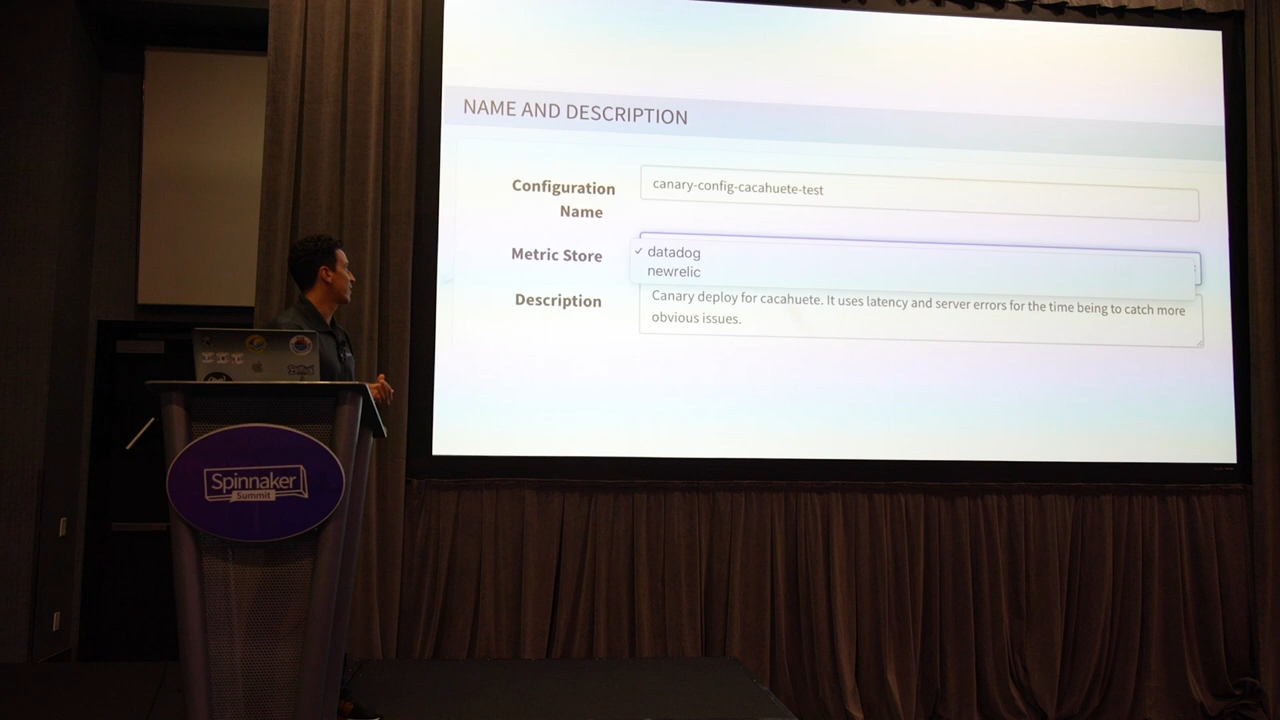 NAME AND DESCRIPTION
Configuration
Name
canary-config-cacahuete-test
Metric Store
✓ datadog
newrelic
Description
Canary deploy for cacahuete. It uses latency and server errors for the time being to catch more
obvious issues.
Spinnaker
Summit